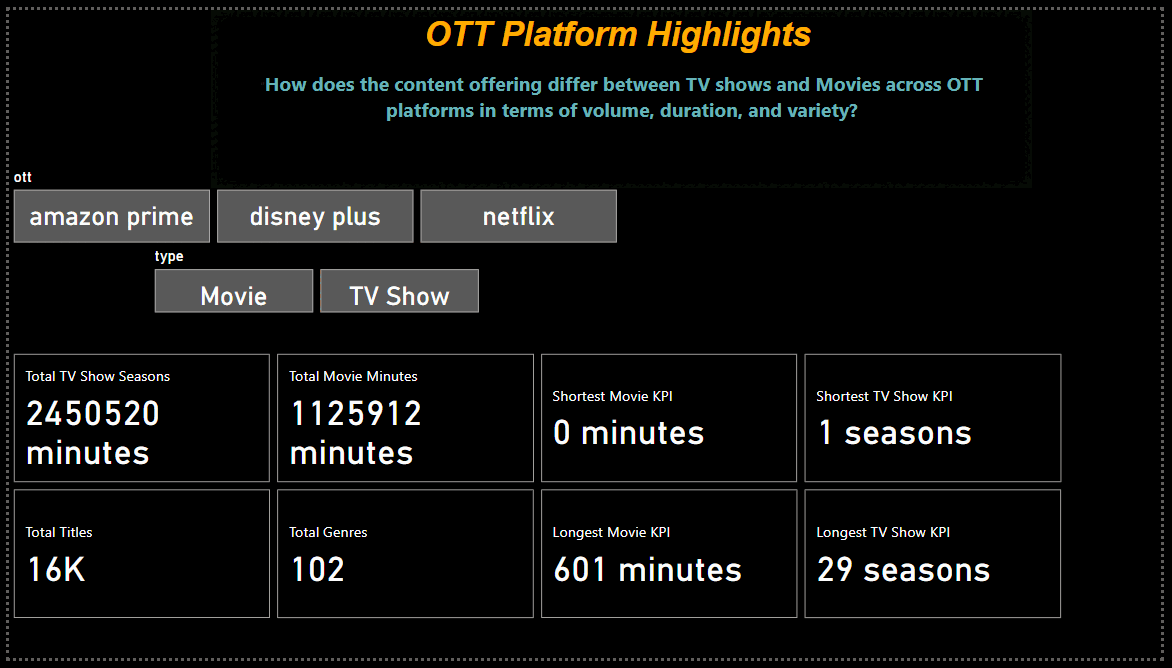 OTT Platform Highlights
How does the content offering differ between TV shows and Movies across OTT
platforms in terms of volume, duration, and variety?
ott
amazon prime
disney plus
netflix
type
Movie
TV Show
Total TV Show Seasons
2450520
minutes
Total Movie Minutes
1125912
minutes
Shortest Movie KPI
0 minutes
Shortest TV Show KPI
1 seasons
Total Titles
16K
Total Genres
102
Longest Movie KPI
601 minutes
Longest TV Show KPI
29 seasons